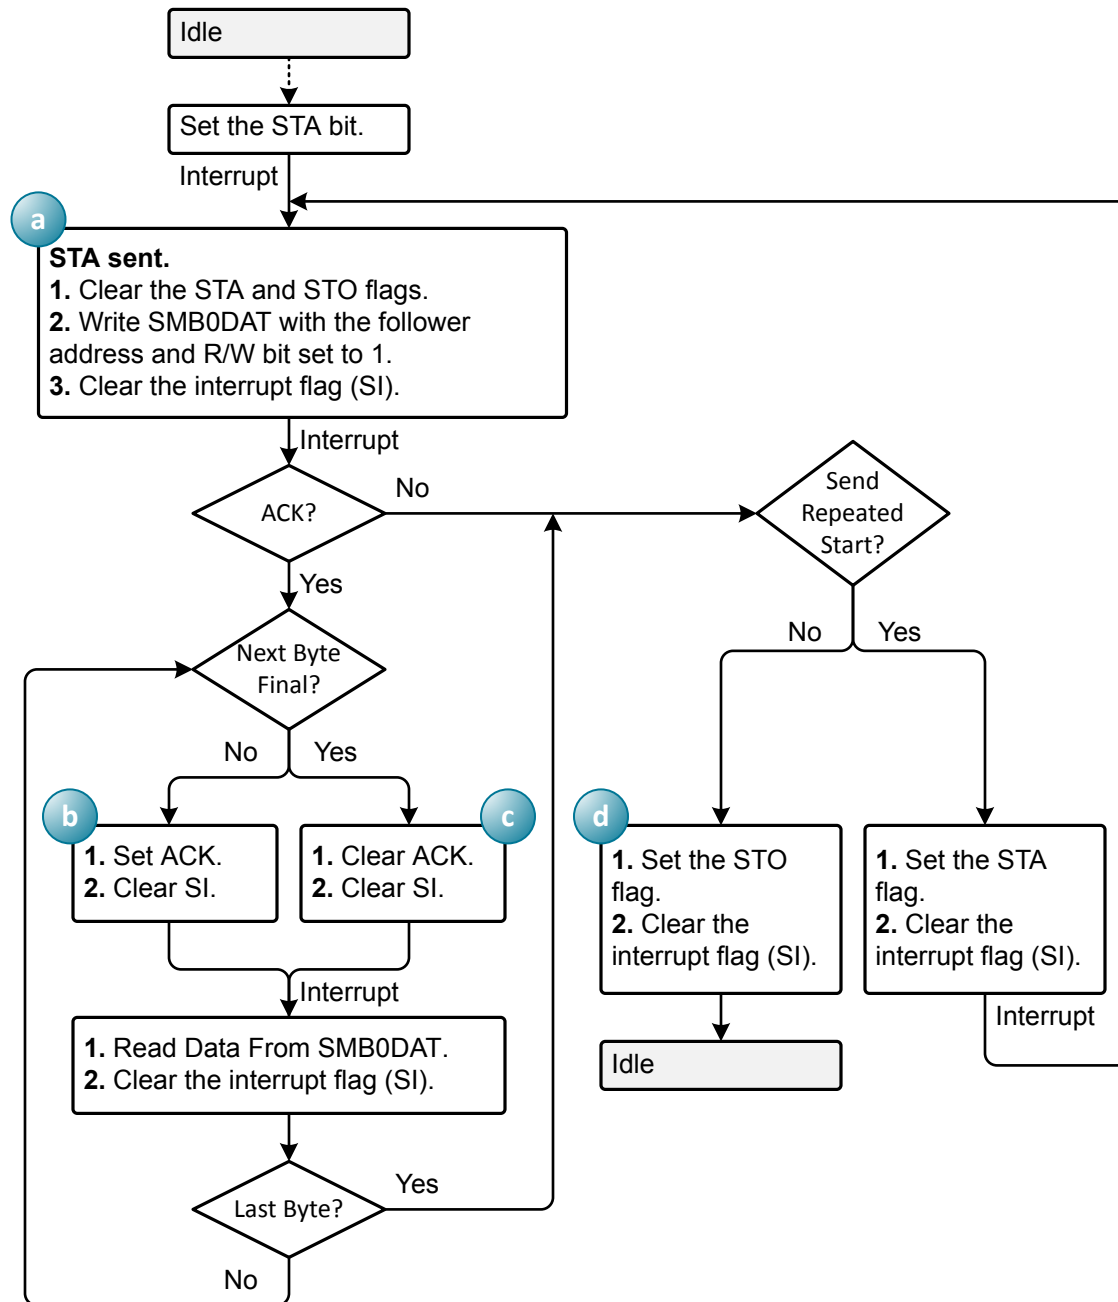 Idle
Set the STA bit.
Interrupt
a
STA sent.
1. Clear the STA and STO flags.
2. Write SMB0DAT with the follower
address and R/W bit set to 1.
3. Clear the interrupt flag (SI).
Interrupt
ACK?
No
Yes
Send
Repeated
Start?
No
Yes
Next Byte
Final?
No
Yes
b
1. Set ACK.
2. Clear SI.
c
1. Clear ACK.
2. Clear SI.
d
1. Set the STO
flag.
2. Clear the
interrupt flag (SI).
1. Set the STA
flag.
2. Clear the
interrupt flag (SI).
Interrupt
Interrupt
1. Read Data From SMB0DAT.
2. Clear the interrupt flag (SI).
Idle
Last Byte?
Yes
No